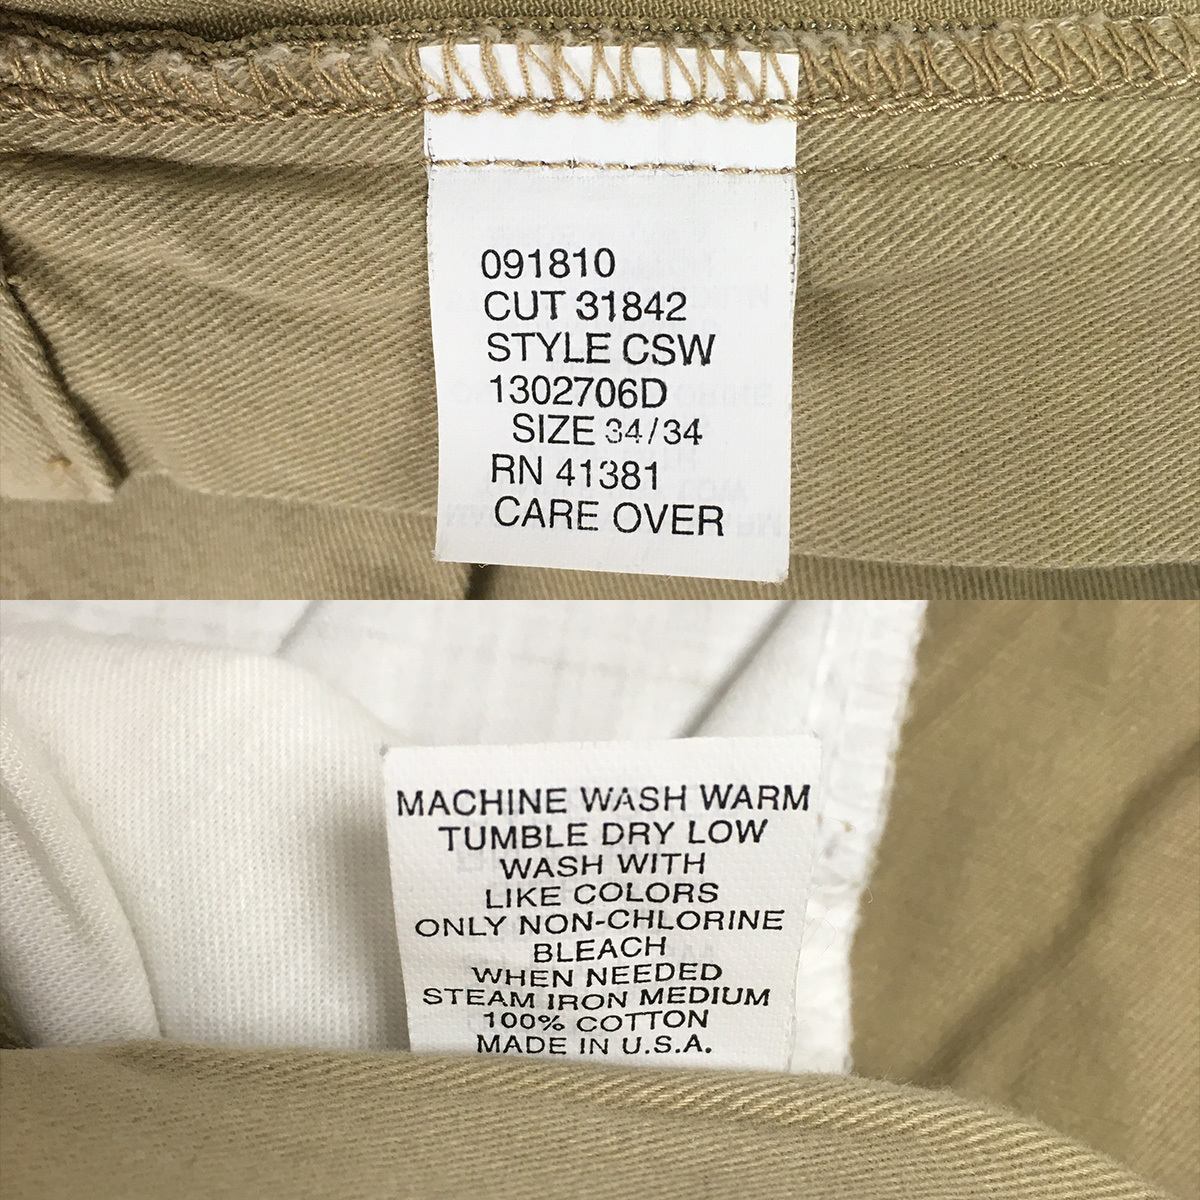 091810
CUT 31842
STYLE CSW
1302706D
SIZE 34/34
RN 41381
CARE OVER
MACHINE WASH WARM
TUMBLE DRY LOW
WASH WITH
LIKE COLORS
ONLY NON-CHLORINE
BLEACH
WHEN NEEDED
STEAM IRON MEDIUM
100% COTTON
MADE IN U.S.A.